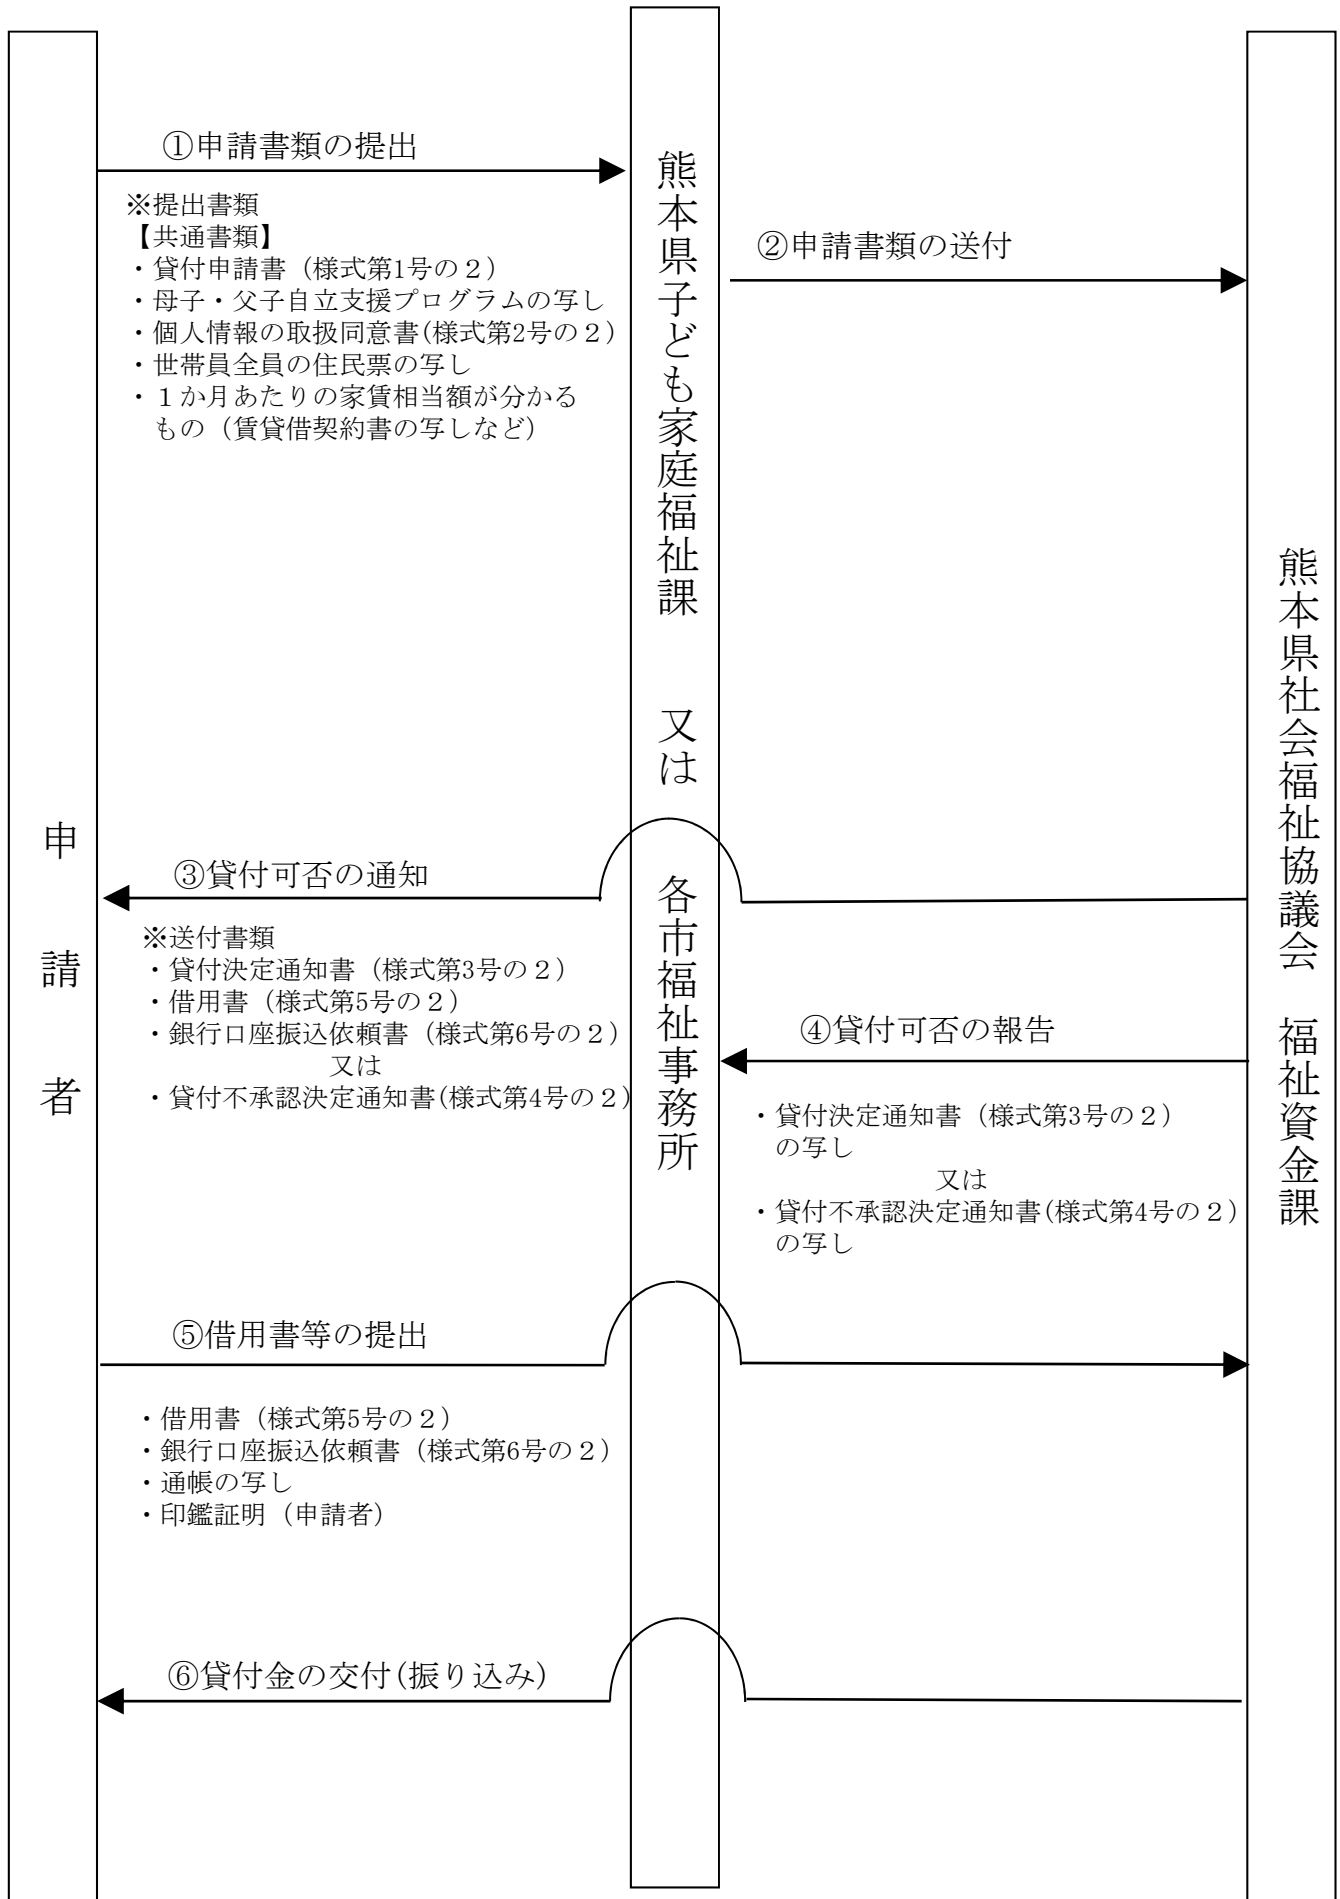 ①申請書類の提出
※提出書類
【共通書類】
・貸付申請書（様式第1号の２）
・母子・父子自立支援プログラムの写し
・個人情報の取扱同意書(様式第2号の２)
・世帯員全員の住民票の写し
・１か月あたりの家賃相当額が分かる
もの（賃貸借契約書の写しなど）
②申請書類の送付
熊本県子ども家庭福祉課　又は　各市福祉事務所
熊本県社会福祉協議会　福祉資金課
申請者
③貸付可否の通知
※送付書類
・貸付決定通知書（様式第3号の２）
・借用書（様式第5号の２）
・銀行口座振込依頼書（様式第6号の２）
又は
・貸付不承認決定通知書(様式第4号の２)
④貸付可否の報告
・貸付決定通知書（様式第3号の２）
の写し
又は
・貸付不承認決定通知書(様式第4号の２)
の写し
⑤借用書等の提出
・借用書（様式第5号の２）
・銀行口座振込依頼書（様式第6号の２）
・通帳の写し
・印鑑証明（申請者）
⑥貸付金の交付(振り込み)